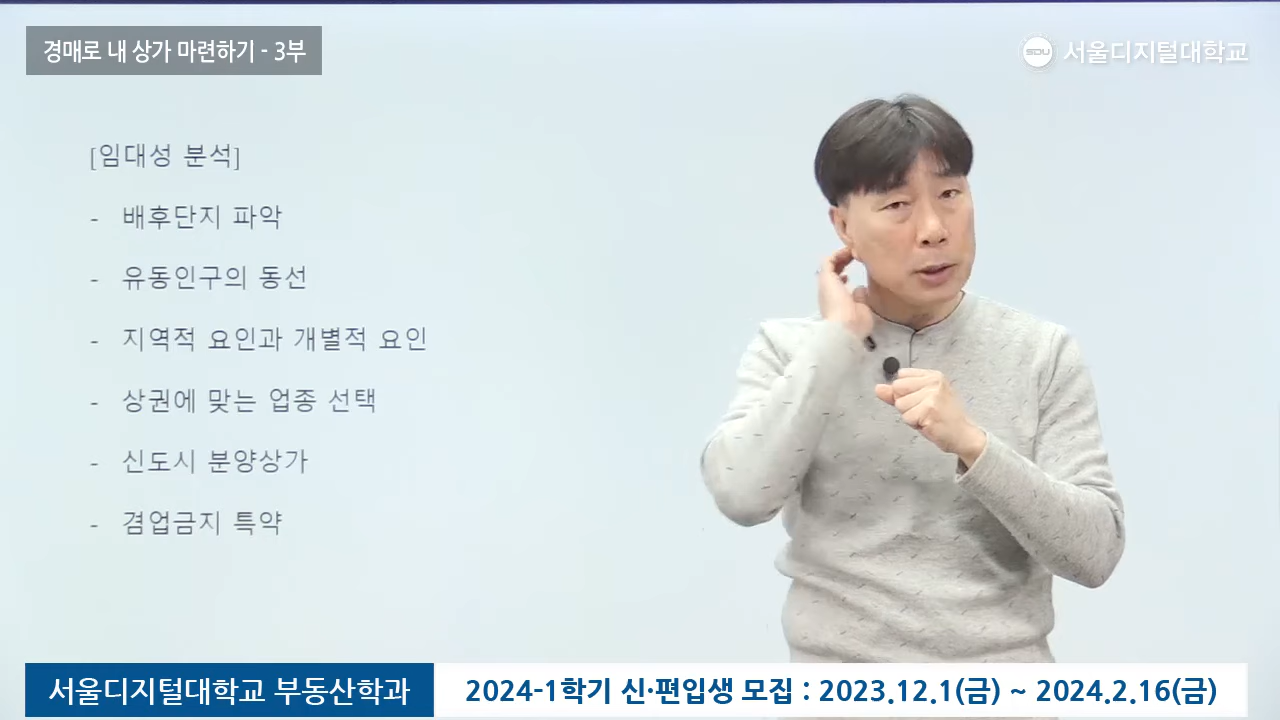 경매로 내 상가 마련하기 - 3부
SDU 서울디지털대학교
[임대성 분석]
- 배후단지 파악
- 유동인구의 동선
- 지역적 요인과 개별적 요인
- 상권에 맞는 업종 선택
- 신도시 분양상가
- 겸업금지 특약
서울디지털대학교 부동산학과
2024-1학기 신·편입생 모집 : 2023.12.1(금) ~ 2024.2.16(금)